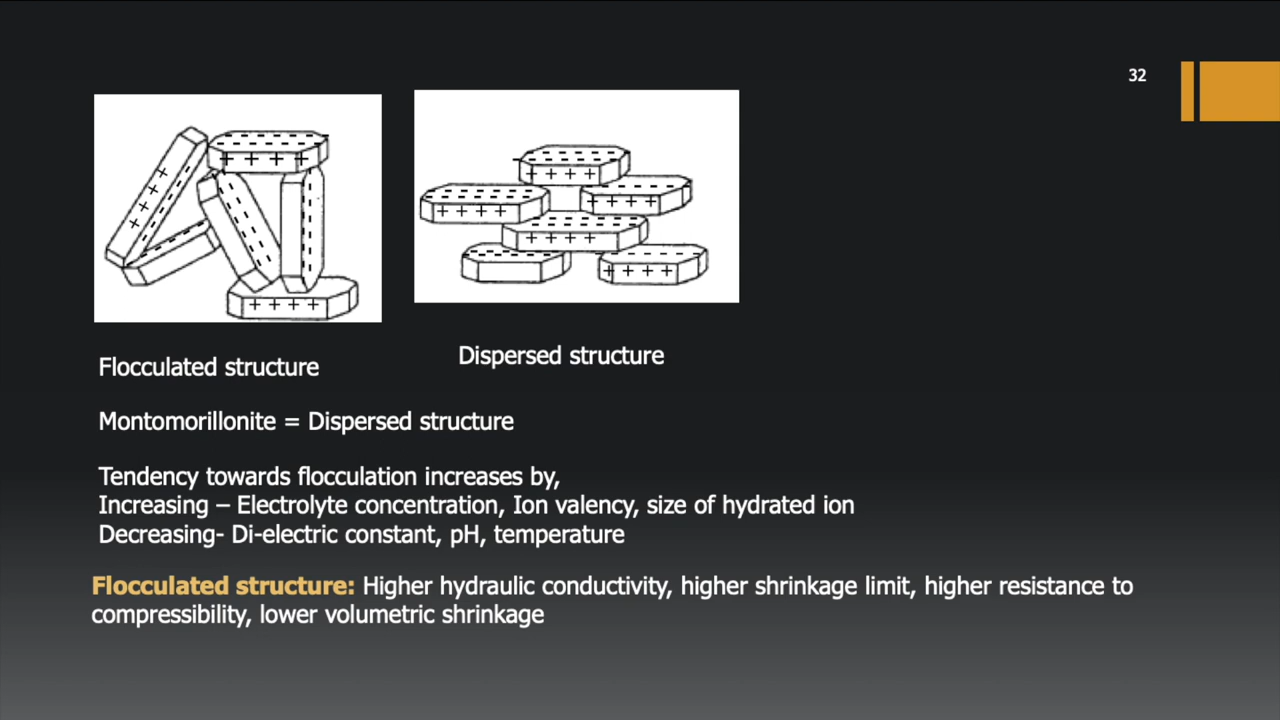 32
Flocculated structure
Dispersed structure
Montomorillonite = Dispersed structure
Tendency towards flocculation increases by,
Increasing – Electrolyte concentration, Ion valency, size of hydrated ion
Decreasing- Di-electric constant, pH, temperature
Flocculated structure: Higher hydraulic conductivity, higher shrinkage limit, higher resistance to
compressibility, lower volumetric shrinkage